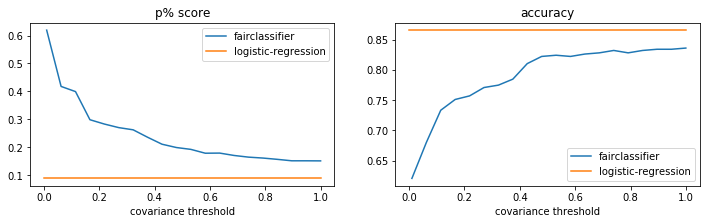 p% score
0.6
0.5
0.4
0.3
0.2
0.1
0.0 0.2 0.4 0.6 0.8 1.0
covariance threshold
fairclassifier
logistic-regression
accuracy
0.85
0.80
0.75
0.70
0.65
0.0 0.2 0.4 0.6 0.8 1.0
covariance threshold
fairclassifier
logistic-regression